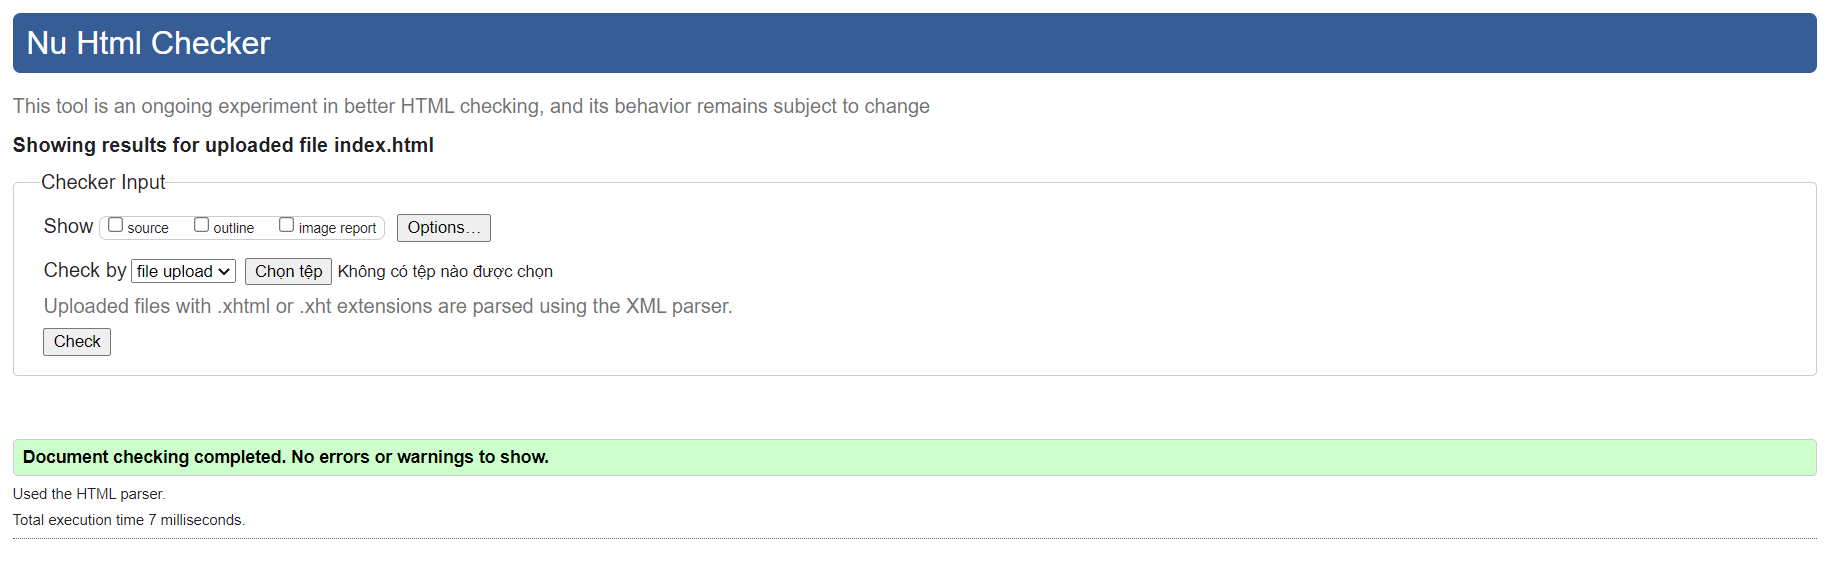 Nu Html Checker
This tool is an ongoing experiment in better HTML checking, and its behavior remains subject to change
Showing results for uploaded file index.html
Checker Input
Show source outline image report Options…
Check by file upload Chọn tệp Không có tệp nào được chọn
Uploaded files with .xhtml or .xht extensions are parsed using the XML parser.
Check
Document checking completed. No errors or warnings to show.
Used the HTML parser.
Total execution time 7 milliseconds.